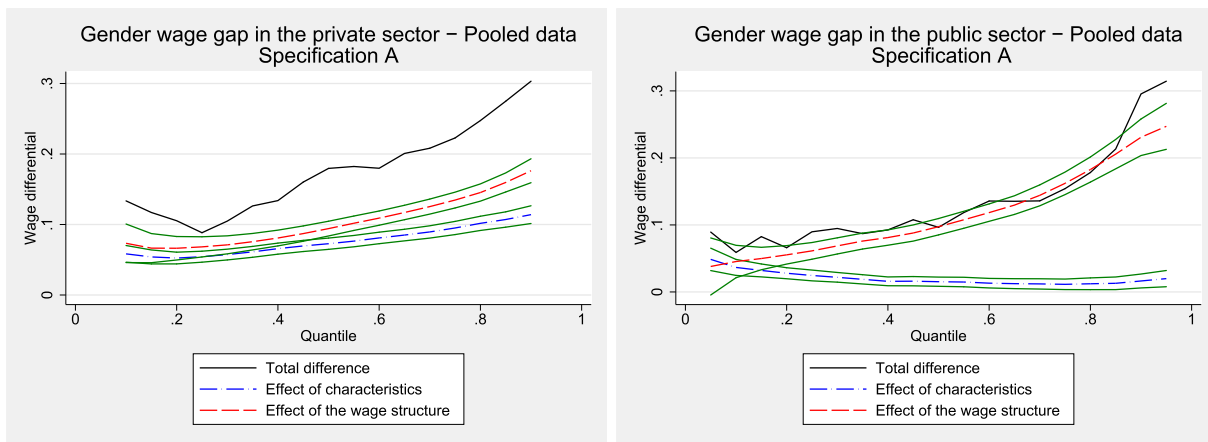 Gender wage gap in the private sector − Pooled data
Specification A
Wage differential
.3
.2
.1
0
0
.2
.4
.6
.8
1
Quantile
Total difference
Effect of characteristics
Effect of the wage structure
Gender wage gap in the public sector − Pooled data
Specification A
Wage differential
.3
.2
.1
0
0
.2
.4
.6
.8
1
Quantile
Total difference
Effect of characteristics
Effect of the wage structure